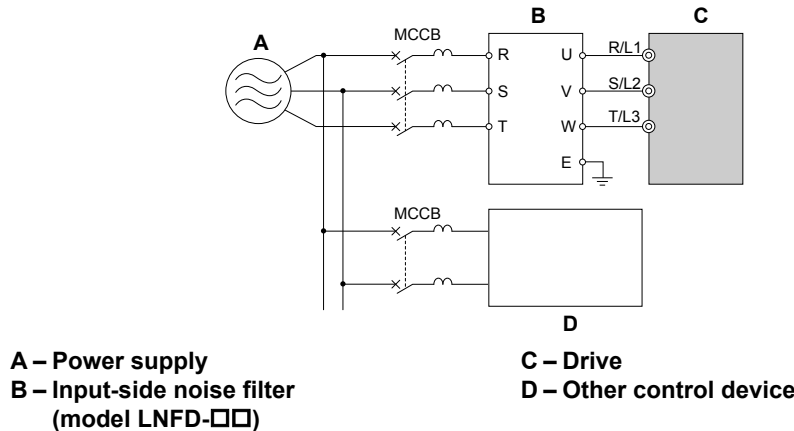 A
MCCB
B
C
R
U
R/L1
S
V
S/L2
T
W
T/L3
E
MCCB
D
A – Power supply
B – Input-side noise filter
(model LNFD-□□)
C – Drive
D – Other control device